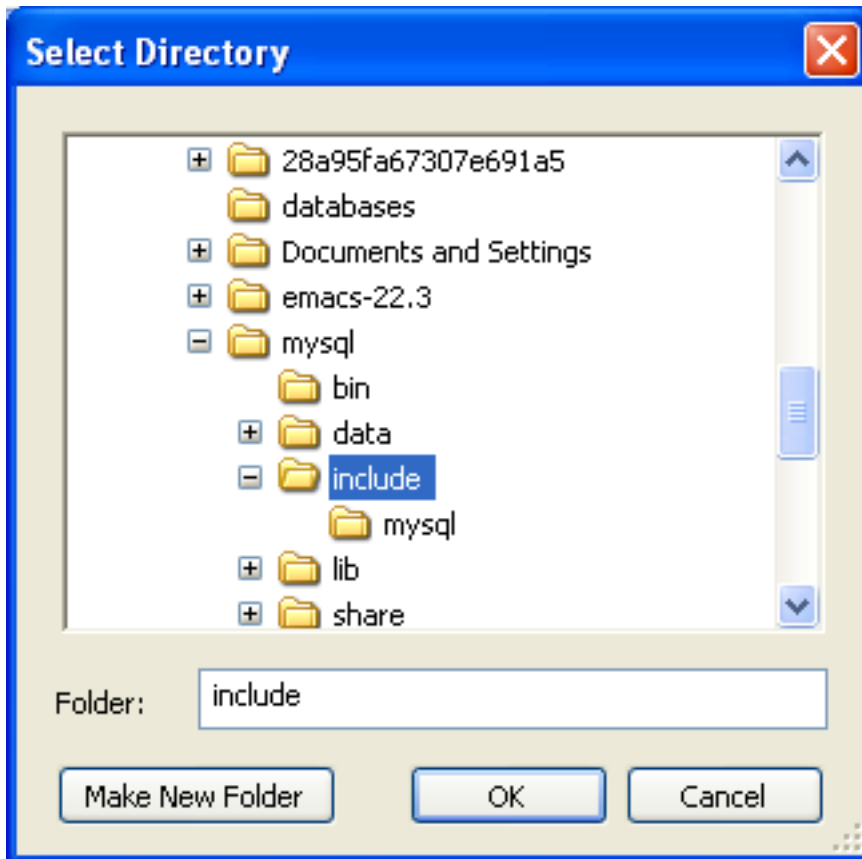 Select Directory
28a95fa67307e691a5
databases
Documents and Settings
emacs-22.3
mysql
bin
data
include
mysql
lib
share
Folder: include
Make New Folder OK Cancel